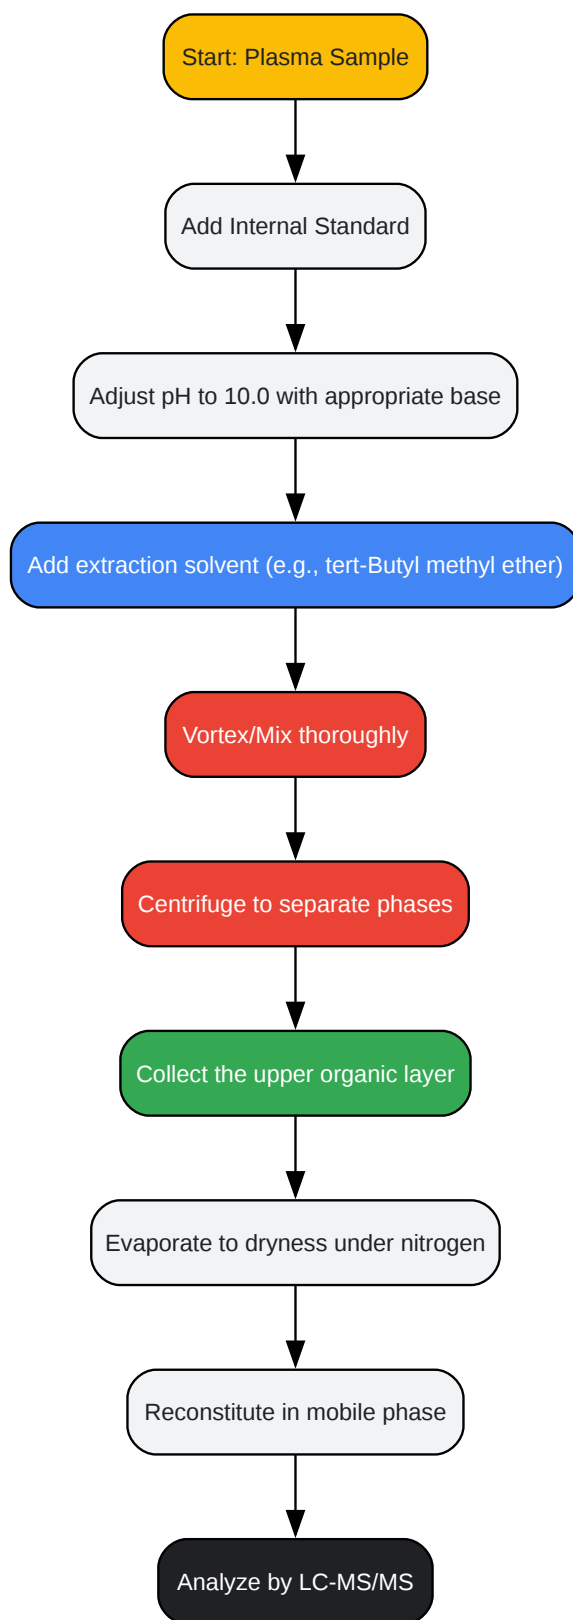 Start: Plasma Sample
Add Internal Standard
Adjust pH to 10.0 with appropriate base
Add extraction solvent (e.g., tert-Butyl methyl ether)
Vortex/Mix thoroughly
Centrifuge to separate phases
Collect the upper organic layer
Evaporate to dryness under nitrogen
Reconstitute in mobile phase
Analyze by LC-MS/MS